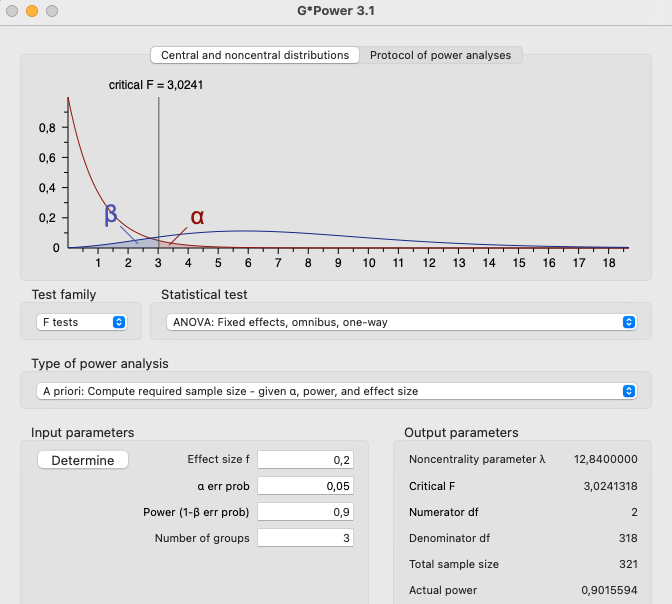 G*Power 3.1
Central and noncentral distributions Protocol of power analyses
critical F = 3,0241
0,8
0,6
0,4
0,2
0
β
α
1 2 3 4 5 6 7 8 9 10 11 12 13 14 15 16 17 18
Test family Statistical test
F tests ANOVA: Fixed effects, omnibus, one-way
Type of power analysis
A priori: Compute required sample size - given α, power, and effect size
Input parameters
Determine
Effect size f 0,2
α err prob 0,05
Power (1-β err prob) 0,9
Number of groups 3
Output parameters
Noncentrality parameter λ 12,8400000
Critical F 3,0241318
Numerator df 2
Denominator df 318
Total sample size 321
Actual power 0,9015594